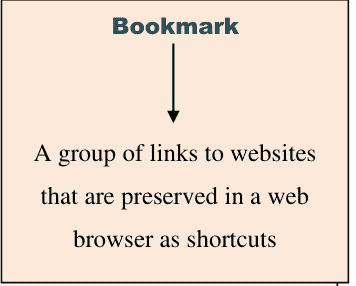 Bookmark
A group of links to websites
that are preserved in a web
browser as shortcuts